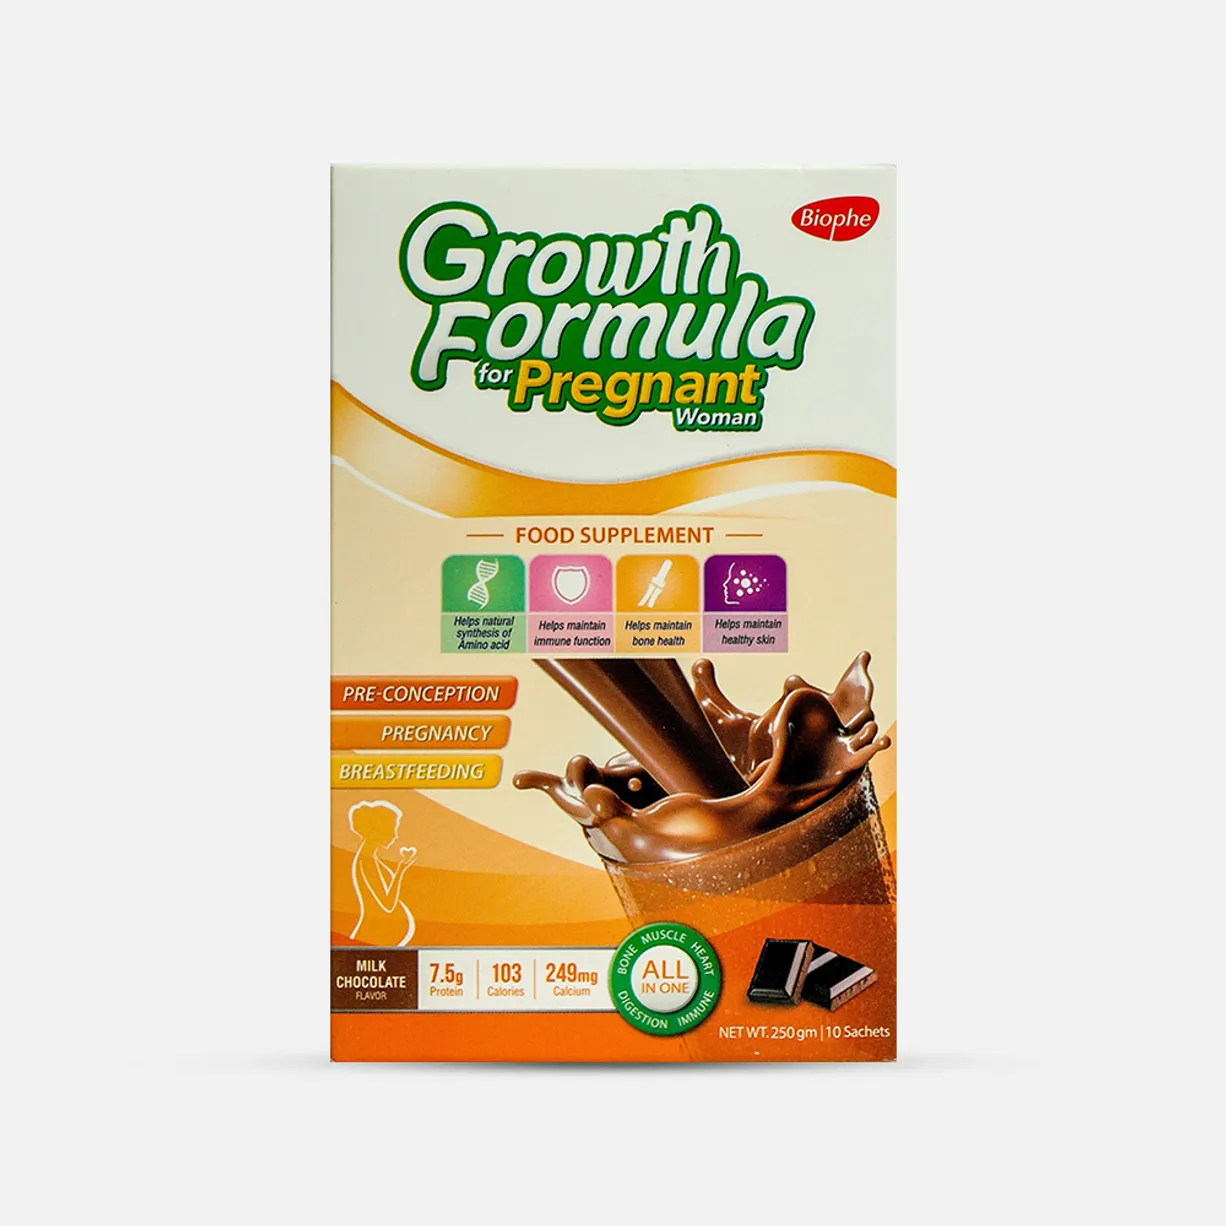 Biophe
Growth
Formula
for Pregnant
Woman
FOOD SUPPLEMENT
Helps natural
synthesis of
Amino acid
Helps maintain
immune function
Helps maintain
bone health
Helps maintain
healthy skin
PRE-CONCEPTION
PREGNANCY
BREASTFEEDING
MILK
CHOCOLATE
FLAVOR
7.5g
Protein
103
Calories
249mg
Calcium
BONE MUSCLE HEART
ALL
IN ONE
DIGESTION IMMUNE
NET WT. 250 gm | 10 Sachets